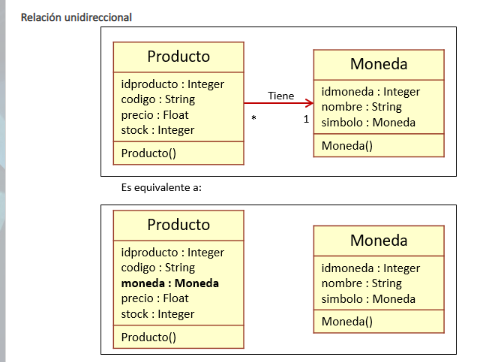 Relación unidireccional
Producto
idproducto : Integer
codigo : String
precio : Float
stock : Integer
Producto()
Tiene
*
1
Moneda
idmoneda : Integer
nombre : String
simbolo : Moneda
Moneda()
Es equivalente a:
Producto
idproducto : Integer
codigo : String
moneda : Moneda
precio : Float
stock : Integer
Producto()
Moneda
idmoneda : Integer
nombre : String
simbolo : Moneda
Moneda()